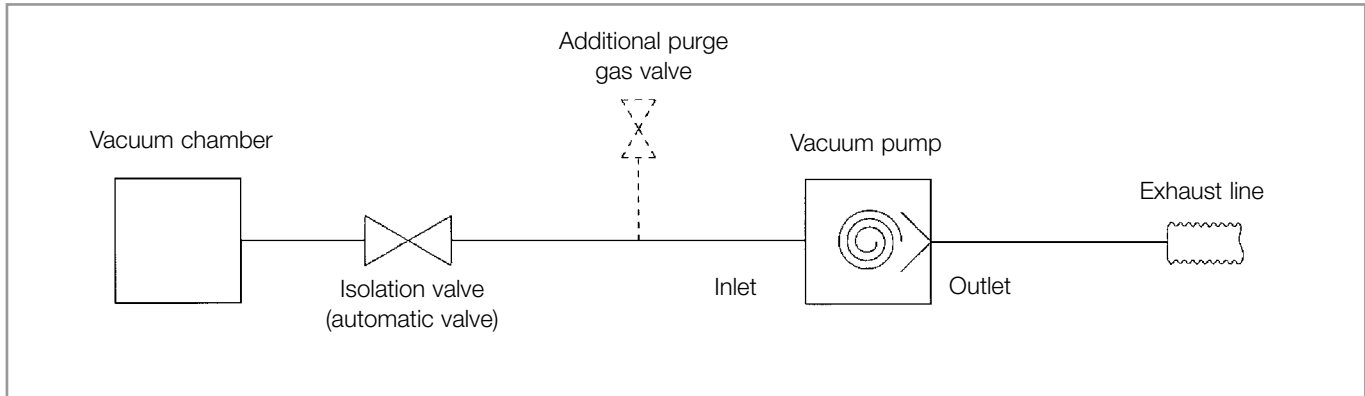 Additional purge
gas valve
Vacuum chamber
Vacuum pump
Exhaust line
Inlet
Outlet
Isolation valve
(automatic valve)